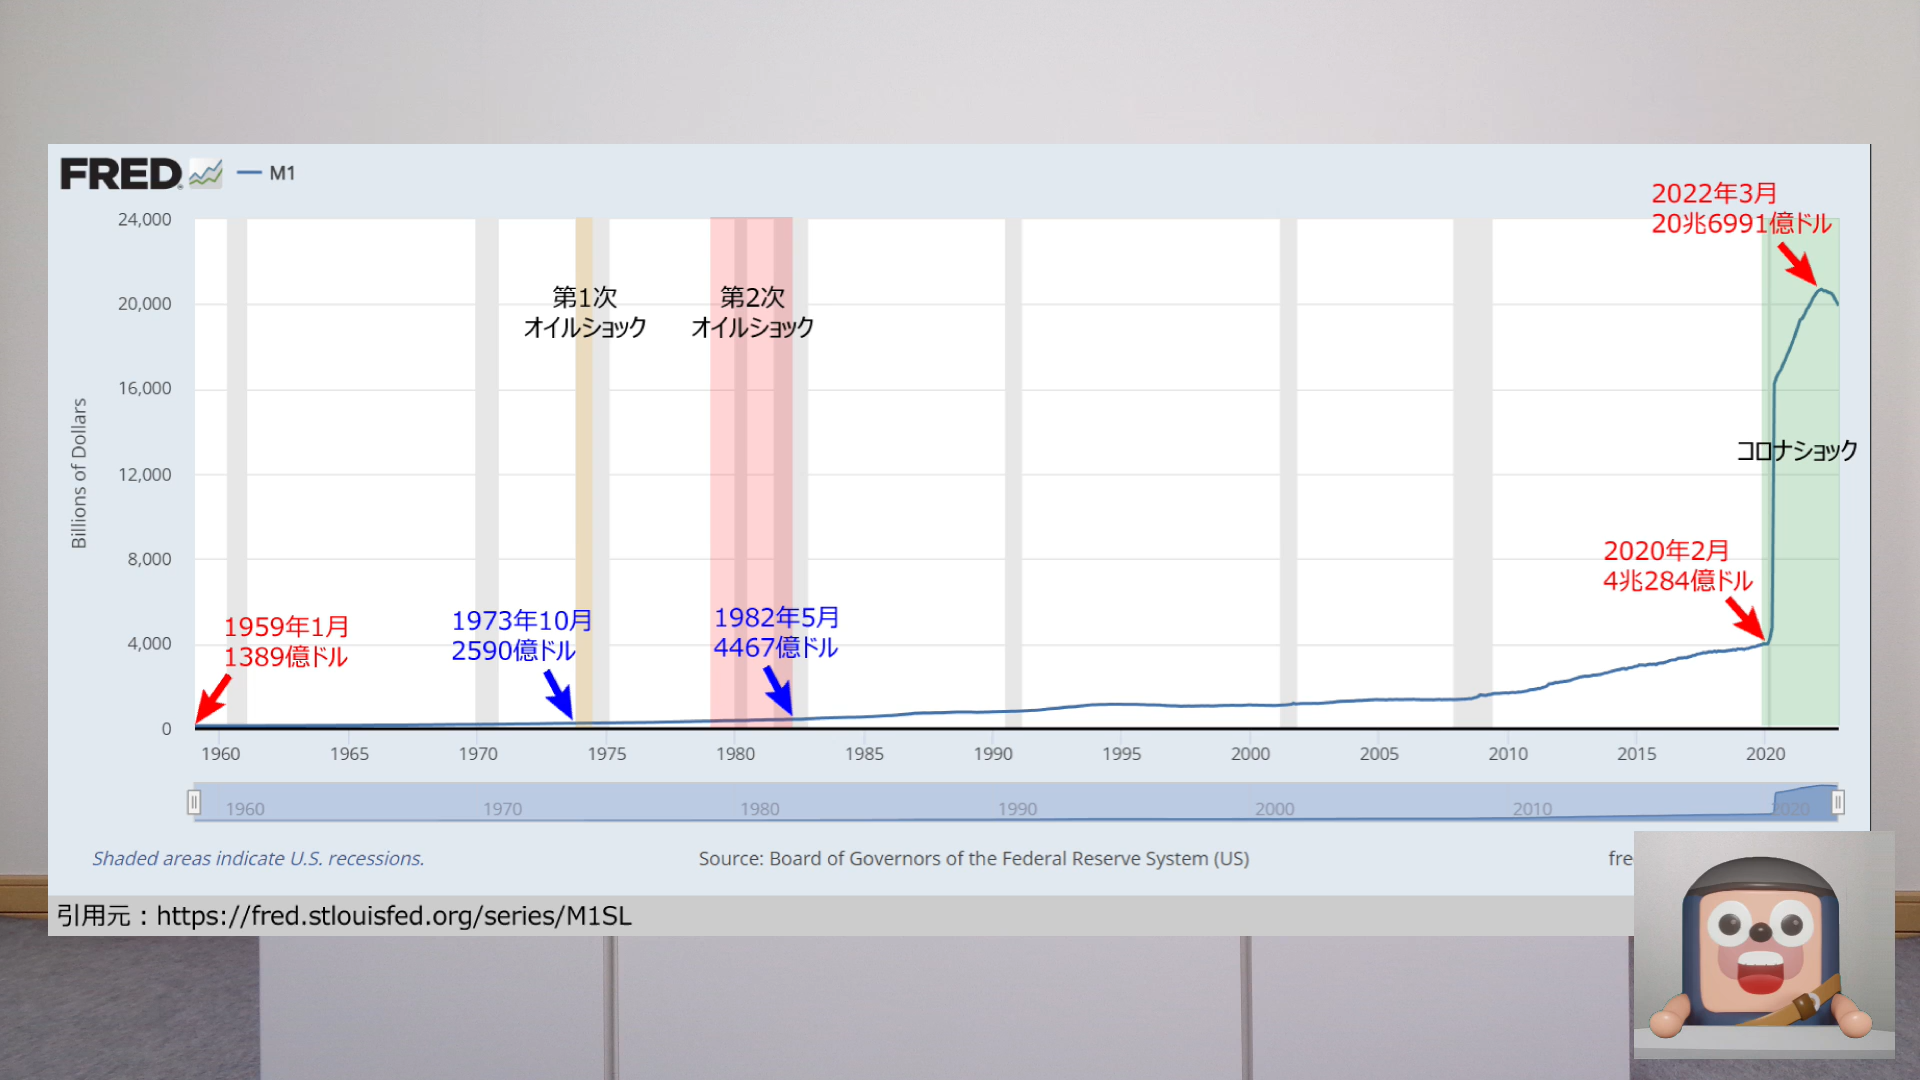 FRED
M1
2022年3月
20兆6991億ドル
24,000
20,000
16,000
12,000
8,000
4,000
0
Billions of Dollars
第1次
オイルショック
第2次
オイルショック
コロナショック
2020年2月
4兆284億ドル
1959年1月
1389億ドル
1973年10月
2590億ドル
1982年5月
4467億ドル
1960 1965 1970 1975 1980 1985 1990 1995 2000 2005 2010 2015 2020
1960 1970 1980 1990 2000 2010 2020
Shaded areas indicate U.S. recessions.
Source: Board of Governors of the Federal Reserve System (US)
fre
引用元：https://fred.stlouisfed.org/series/M1SL